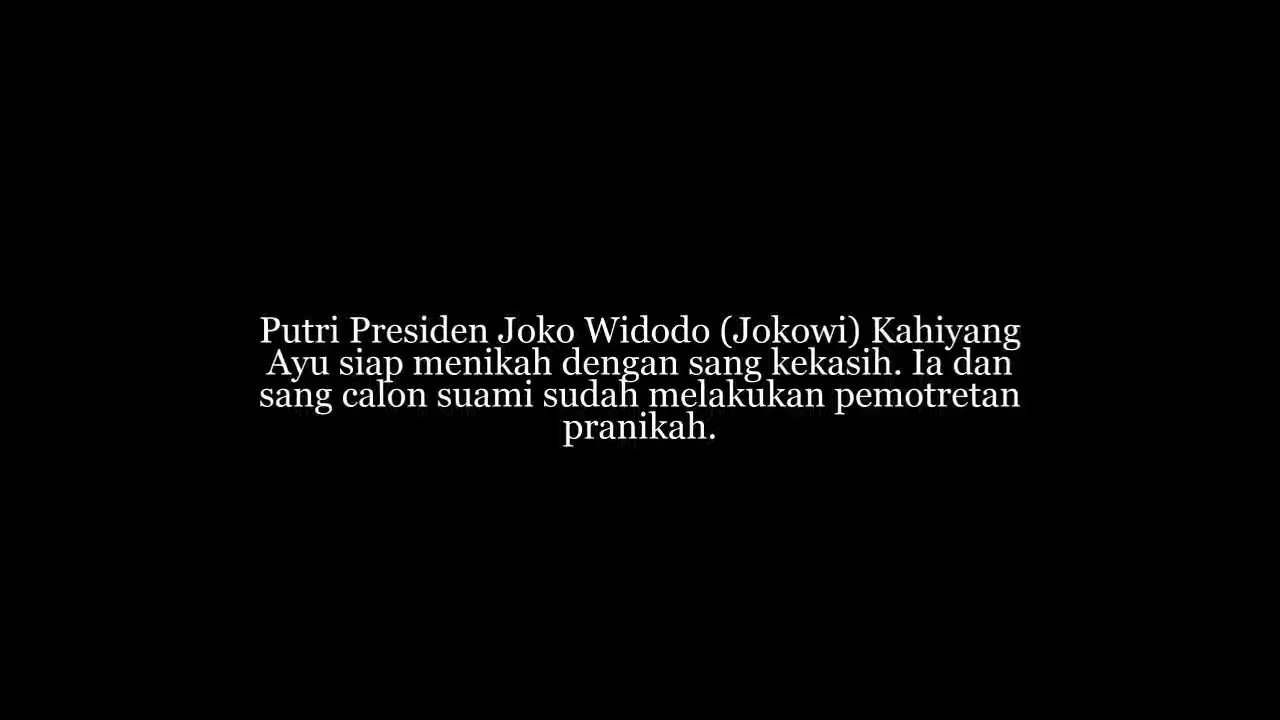 Putri Presiden Joko Widodo (Jokowi) Kahiyang
Ayu siap menikah dengan sang kekasih. Ia dan
sang calon suami sudah melakukan pemotretan
pranikah.